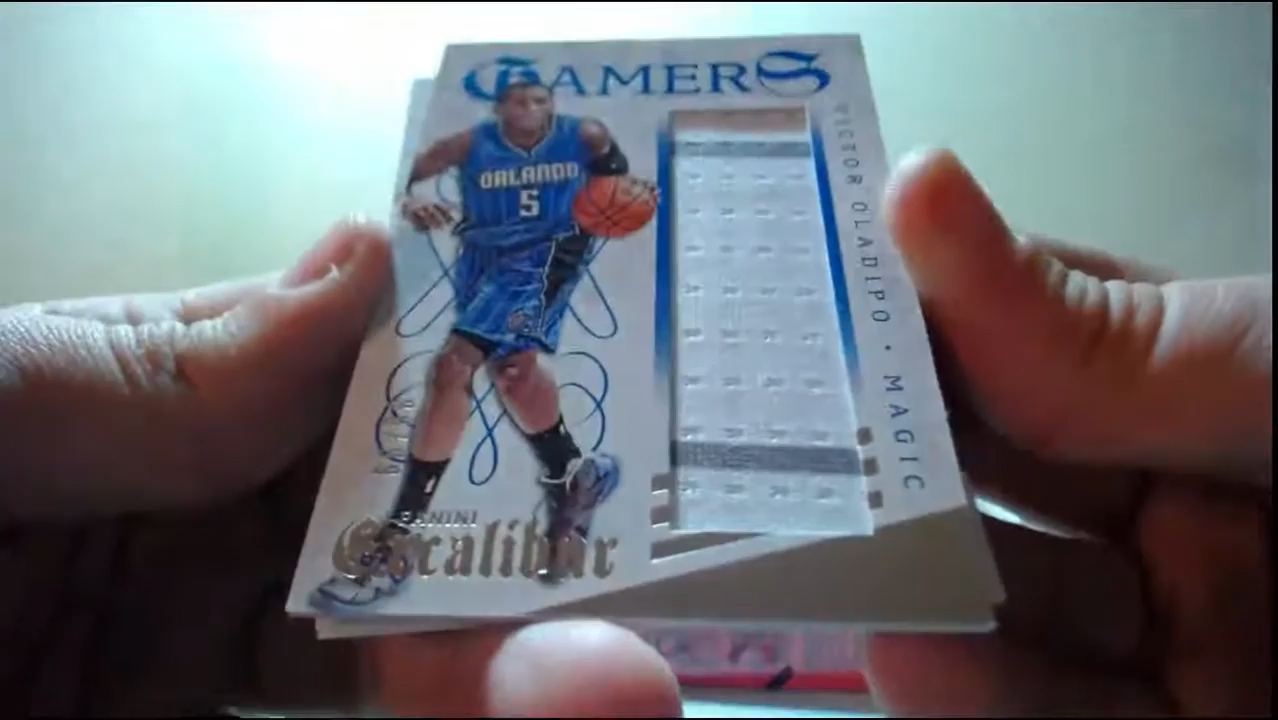 GAMERS
VICTOR OLADIPO • MAGIC
ORLANDO
5
PANINI
Excalibur